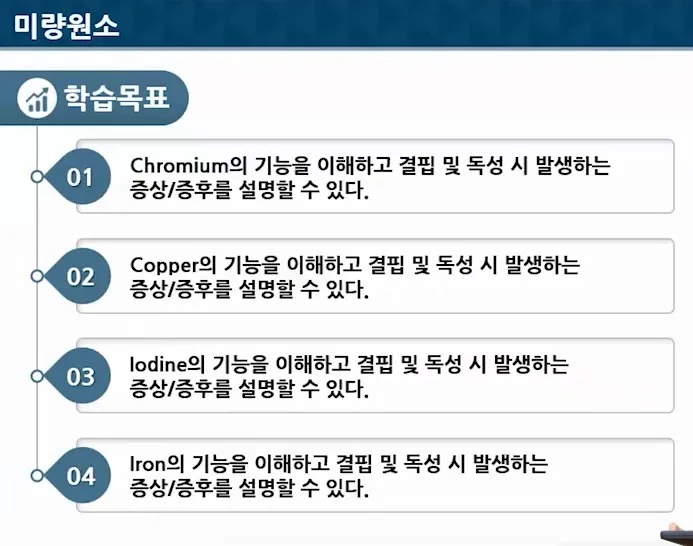 미량원소
학습목표
01
Chromium의 기능을 이해하고 결핍 및 독성 시 발생하는
증상/증후를 설명할 수 있다.
02
Copper의 기능을 이해하고 결핍 및 독성 시 발생하는
증상/증후를 설명할 수 있다.
03
Iodine의 기능을 이해하고 결핍 및 독성 시 발생하는
증상/증후를 설명할 수 있다.
04
Iron의 기능을 이해하고 결핍 및 독성 시 발생하는
증상/증후를 설명할 수 있다.